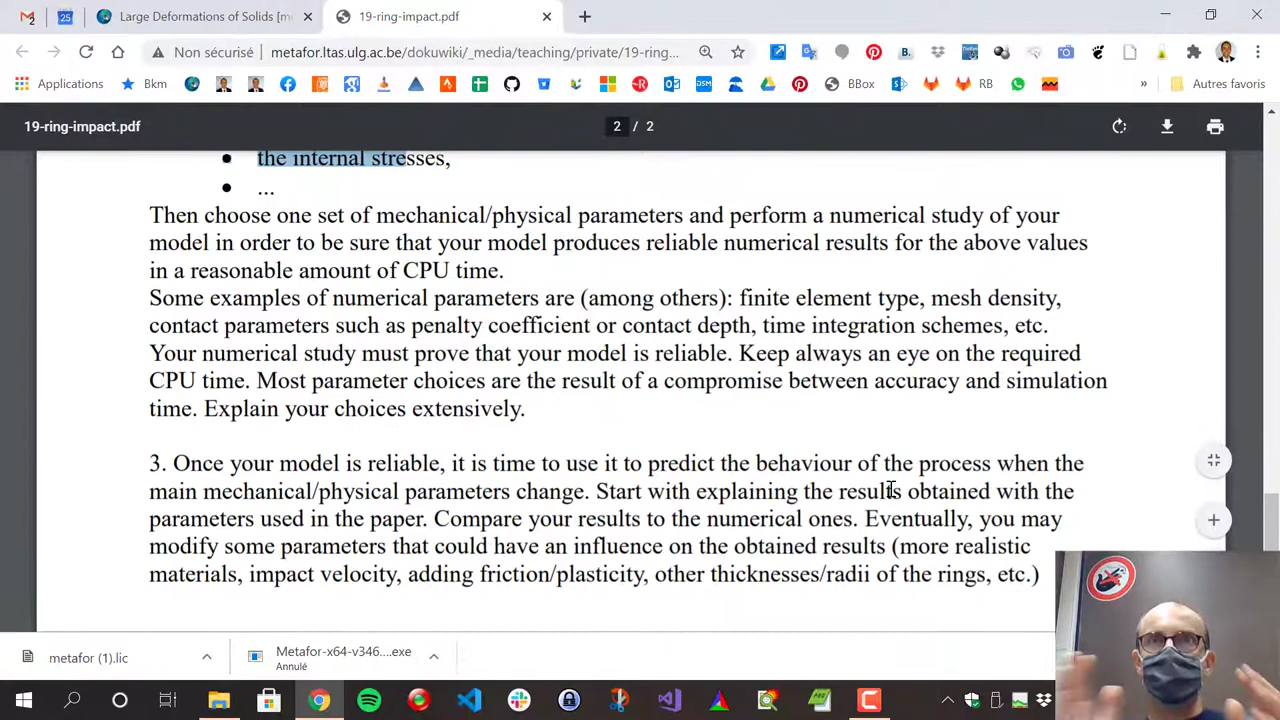 Large Deformations of Solids [m
19-ring-impact.pdf
Non sécurisé
metafor.ltas.ulg.ac.be/dokuwiki/_media/teaching/private/19-ring...
Applications
Bkm
BBox
RB
»
Autres favoris
19-ring-impact.pdf
2 / 2
• the internal stresses,
• ...
Then choose one set of mechanical/physical parameters and perform a numerical study of your
model in order to be sure that your model produces reliable numerical results for the above values
in a reasonable amount of CPU time.
Some examples of numerical parameters are (among others): finite element type, mesh density,
contact parameters such as penalty coefficient or contact depth, time integration schemes, etc.
Your numerical study must prove that your model is reliable. Keep always an eye on the required
CPU time. Most parameter choices are the result of a compromise between accuracy and simulation
time. Explain your choices extensively.
3. Once your model is reliable, it is time to use it to predict the behaviour of the process when the
main mechanical/physical parameters change. Start with explaining the results obtained with the
parameters used in the paper. Compare your results to the numerical ones. Eventually, you may
modify some parameters that could have an influence on the obtained results (more realistic
materials, impact velocity, adding friction/plasticity, other thicknesses/radii of the rings, etc.)
metafor (1).lic
Metafor-x64-v346....exe
Annulé